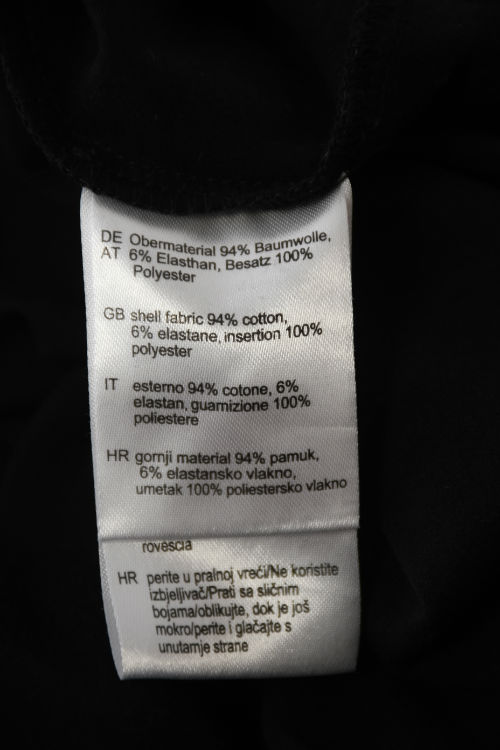 DE Obermaterial 94% Baumwolle,
AT 6% Elasthan, Besatz 100%
Polyester
GB shell fabric 94% cotton,
6% elastane, insertion 100%
polyester
IT esterno 94% cotone, 6%
elastan, guarnizione 100%
poliestere
HR gornji material 94% pamuk,
6% elastansko vlakno,
umetak 100% poliestersko vlakno
rovescia
HR perite u pralnoj vreći/Ne koristite
izbjeljivač/Prati sa sličnim
bojama/oblikujte, dok je još
mokro/perite i glačajte s
unutarnje strane